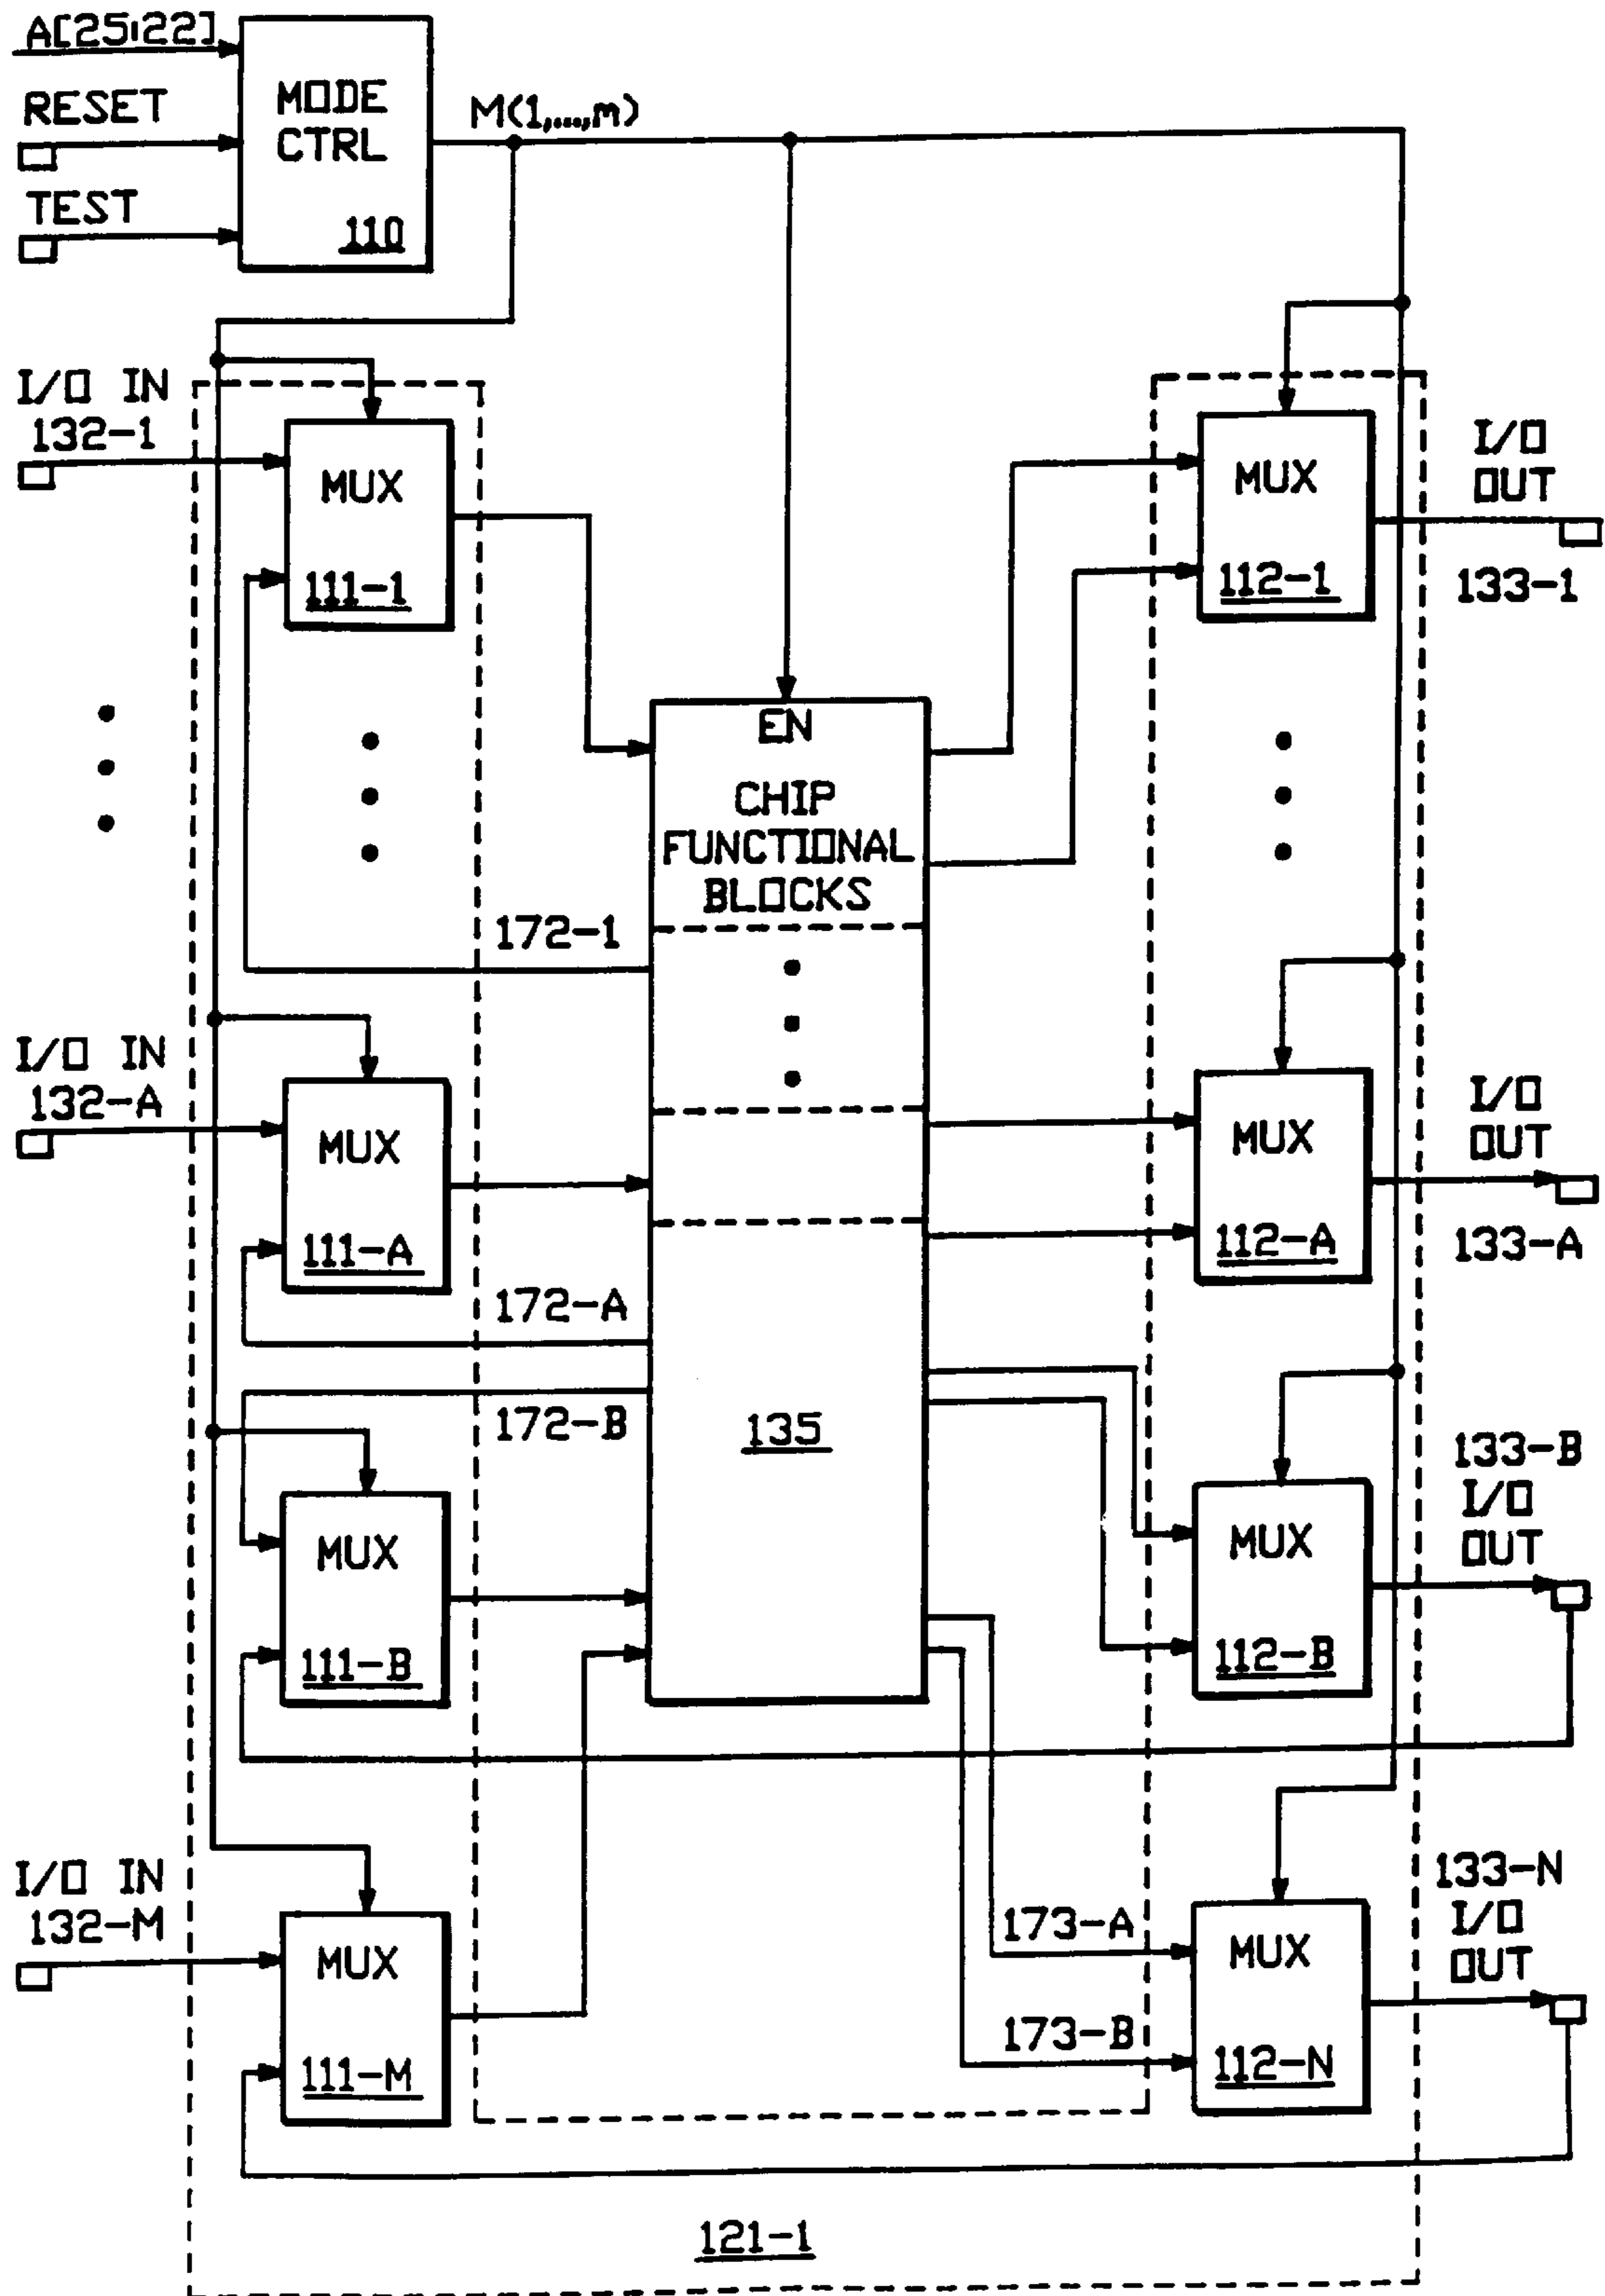 A[25:22]
RESET
TEST
MODE
CTRL
110
M(1,...,m)
I/O IN
132-1
MUX
111-1
MUX
112-1
I/O
OUT
133-1
EN
CHIP
FUNCTIONAL
BLOCKS
172-1
I/O IN
132-A
MUX
111-A
172-A
MUX
112-A
I/O
OUT
133-A
172-B
135
MUX
111-B
MUX
112-B
133-B
I/O
OUT
I/O IN
132-M
MUX
111-M
173-A
173-B
MUX
112-N
133-N
I/O
OUT
121-1